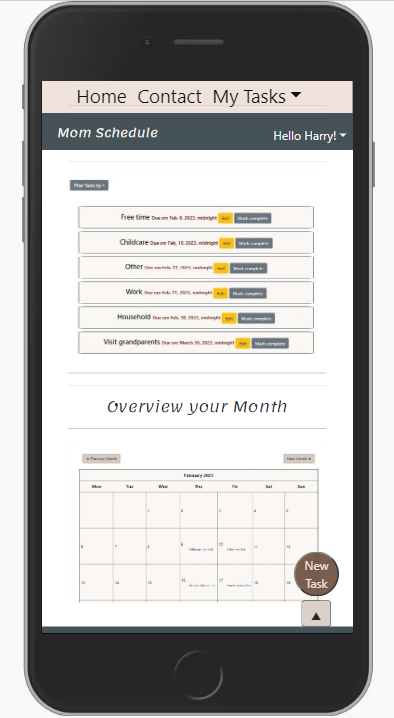 Home Contact My Tasks
Mom Schedule
Hello Harry!
Filter Tasks by
Free time Due on: Feb. 8, 2023, midnight Edit Mark complete
Childcare Due on: Feb. 10, 2023, midnight Edit Mark complete
Other Due on: Feb. 11, 2023, midnight Edit Mark complete
Work Due on: Feb. 11, 2023, midnight Edit Mark complete
Household Due on: Feb. 18, 2023, midnight Edit Mark complete
Visit grandparents Due on: March 30, 2023, midnight Edit Mark complete
Overview your Month
« Previous Month
Next Month »
February 2023
Mon Tue Wed Thu Fri Sat Sun
1 2 3 4 5
6 7 8 9 10 11 12
13 14 15 16 17 18
New
Task
▲